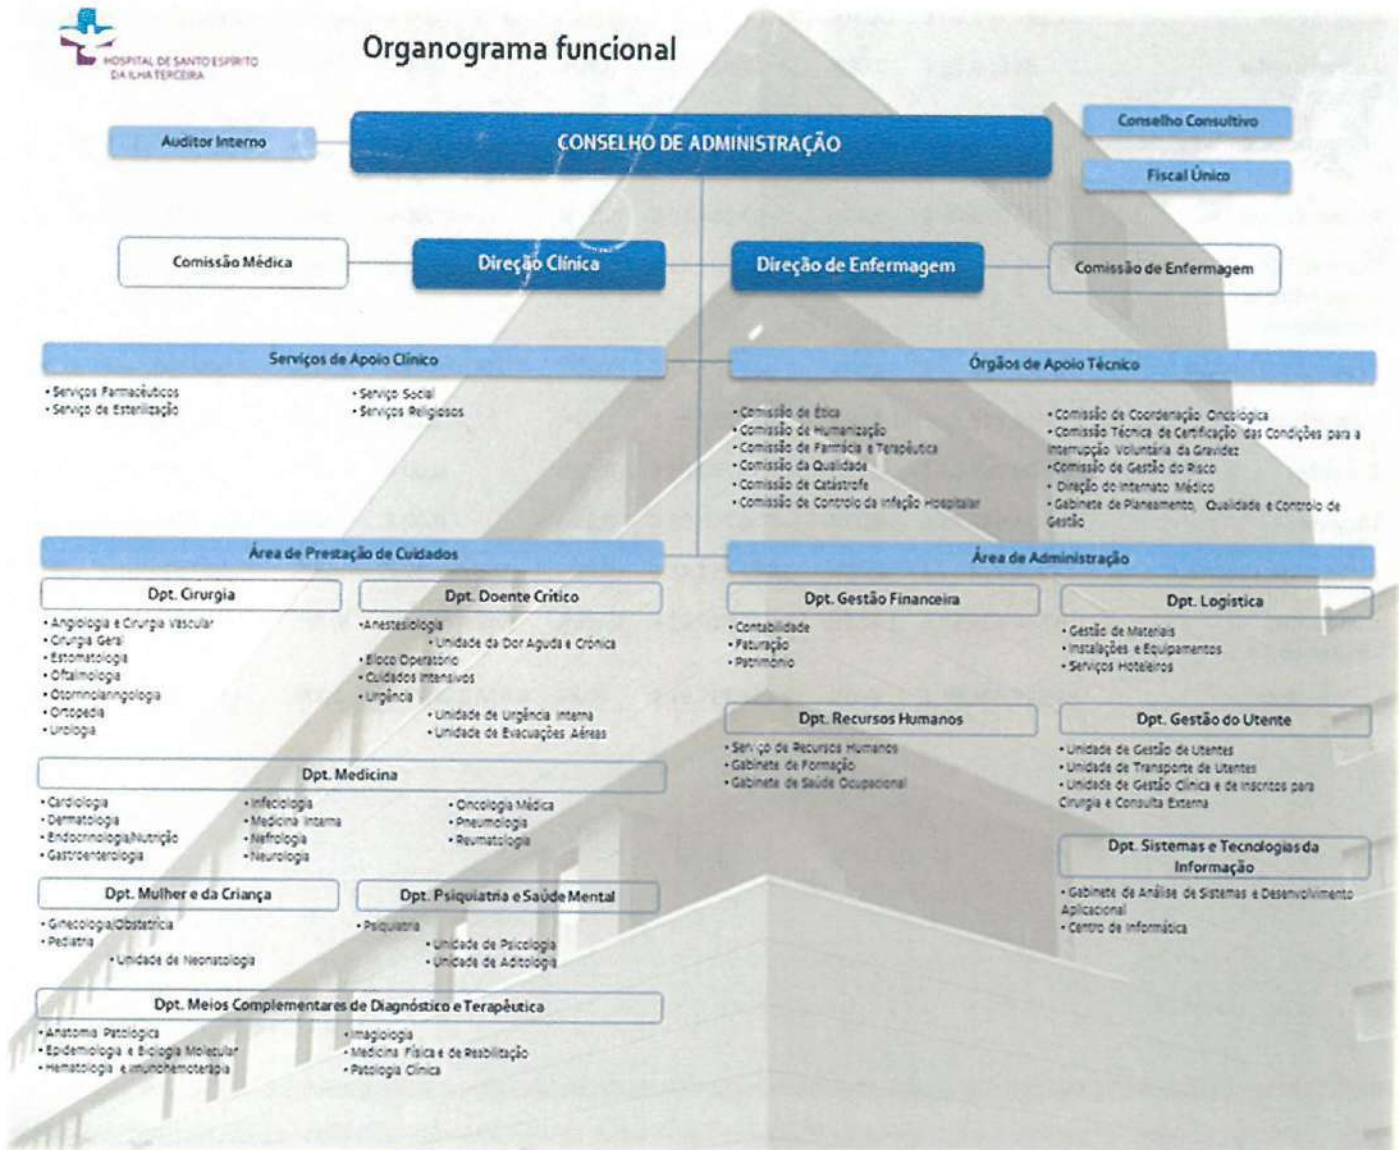 HOSPITAL DE SANTO ESPÍRITO
DA ILHA TERCEIRA
Organograma funcional
Auditor Interno
CONSELHO DE ADMINISTRAÇÃO
Conselho Consultivo
Fiscal Único
Comissão Médica
Direção Clínica
Direção de Enfermagem
Comissão de Enfermagem
Serviços de Apoio Clínico
• Serviços Farmacêuticos
• Serviço de Esterilização
• Serviço Social
• Serviços Religiosos
Órgãos de Apoio Técnico
• Comissão de Ética
• Comissão de Humanização
• Comissão de Farmácia e Terapêutica
• Comissão da Qualidade
• Comissão de Catástrofe
• Comissão de Controlo da Infeção Hospitalar
• Comissão de Coordenação Oncológica
• Comissão Técnica de Certificação das Condições para a
Interrupção Voluntária da Gravidez
• Comissão de Gestão do Risco
• Direção do Internato Médico
• Gabinete de Planeamento, Qualidade e Controlo de
Gestão
Área de Prestação de Cuidados
Dpt. Cirurgia
• Angiologia e Cirurgia Vascular
• Cirurgia Geral
• Estomatologia
• Oftalmologia
• Otorrinolaringologia
• Ortopedia
• Urologia
Dpt. Doente Crítico
• Anestesiologia
• Unidade da Dor Aguda e Crónica
• Bloco Operatório
• Cuidados Intensivos
• Urgência
• Unidade de Urgência Interna
• Unidade de Evacuações Aéreas
Dpt. Medicina
• Cardiologia
• Dermatologia
• Endocrinologia/Nutrição
• Gastroenterologia
• Infeciologia
• Medicina Interna
• Nefrologia
• Neurologia
• Oncologia Médica
• Pneumologia
• Reumatologia
Dpt. Mulher e da Criança
• Ginecologia/Obstetrícia
• Pediatria
• Unidade de Neonatologia
Dpt. Psiquiatria e Saúde Mental
• Psiquiatria
• Unidade de Psicologia
• Unidade de Aditologia
Dpt. Meios Complementares de Diagnóstico e Terapêutica
• Anatomia Patológica
• Epidemiologia e Biologia Molecular
• Hematologia e Imunohemoterapia
• Imagiologia
• Medicina Física e de Reabilitação
• Patologia Clínica
Área de Administração
Dpt. Gestão Financeira
• Contabilidade
• Faturação
• Património
Dpt. Logística
• Gestão de Materiais
• Instalações e Equipamentos
• Serviços Hoteleiros
Dpt. Recursos Humanos
• Serviço de Recursos Humanos
• Gabinete de Formação
• Gabinete de Saúde Ocupacional
Dpt. Gestão do Utente
• Unidade de Gestão de Utentes
• Unidade de Transporte de Utentes
• Unidade de Gestão Clínica e de Inscritos para
Cirurgia e Consulta Externa
Dpt. Sistemas e Tecnologias da
Informação
• Gabinete de Análise de Sistemas e Desenvolvimento
Aplicacional
• Centro de Informática